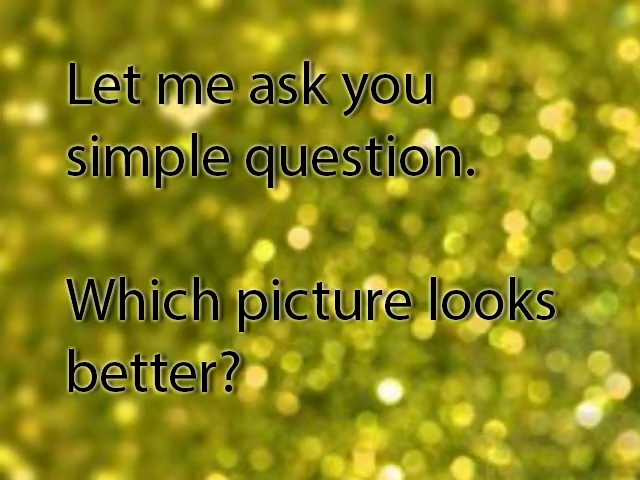 Let me ask you
simple question.
Which picture looks
better?